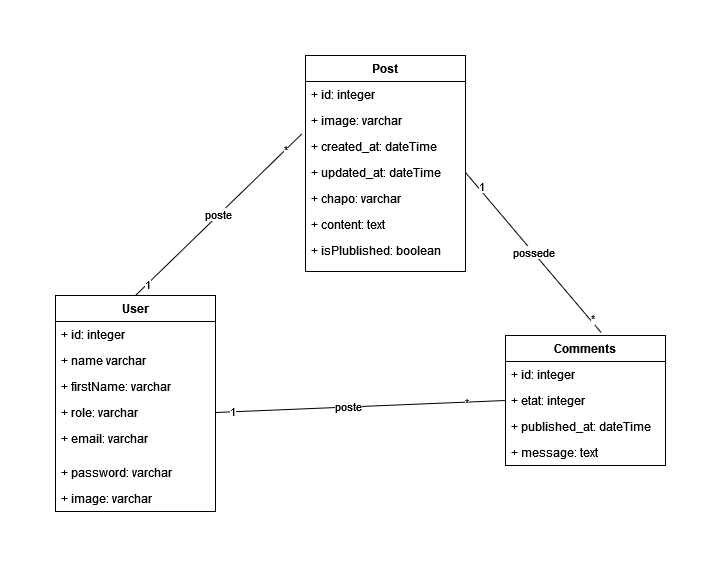 Post
+ id: integer
+ image: varchar
+ created_at: dateTime
+ updated_at: dateTime
+ chapo: varchar
+ content: text
+ isPlublished: boolean
*
poste
1
1
possede
*
User
+ id: integer
+ name varchar
+ firstName: varchar
+ role: varchar
+ email: varchar
+ password: varchar
+ image: varchar
1
poste
*
Comments
+ id: integer
+ etat: integer
+ published_at: dateTime
+ message: text